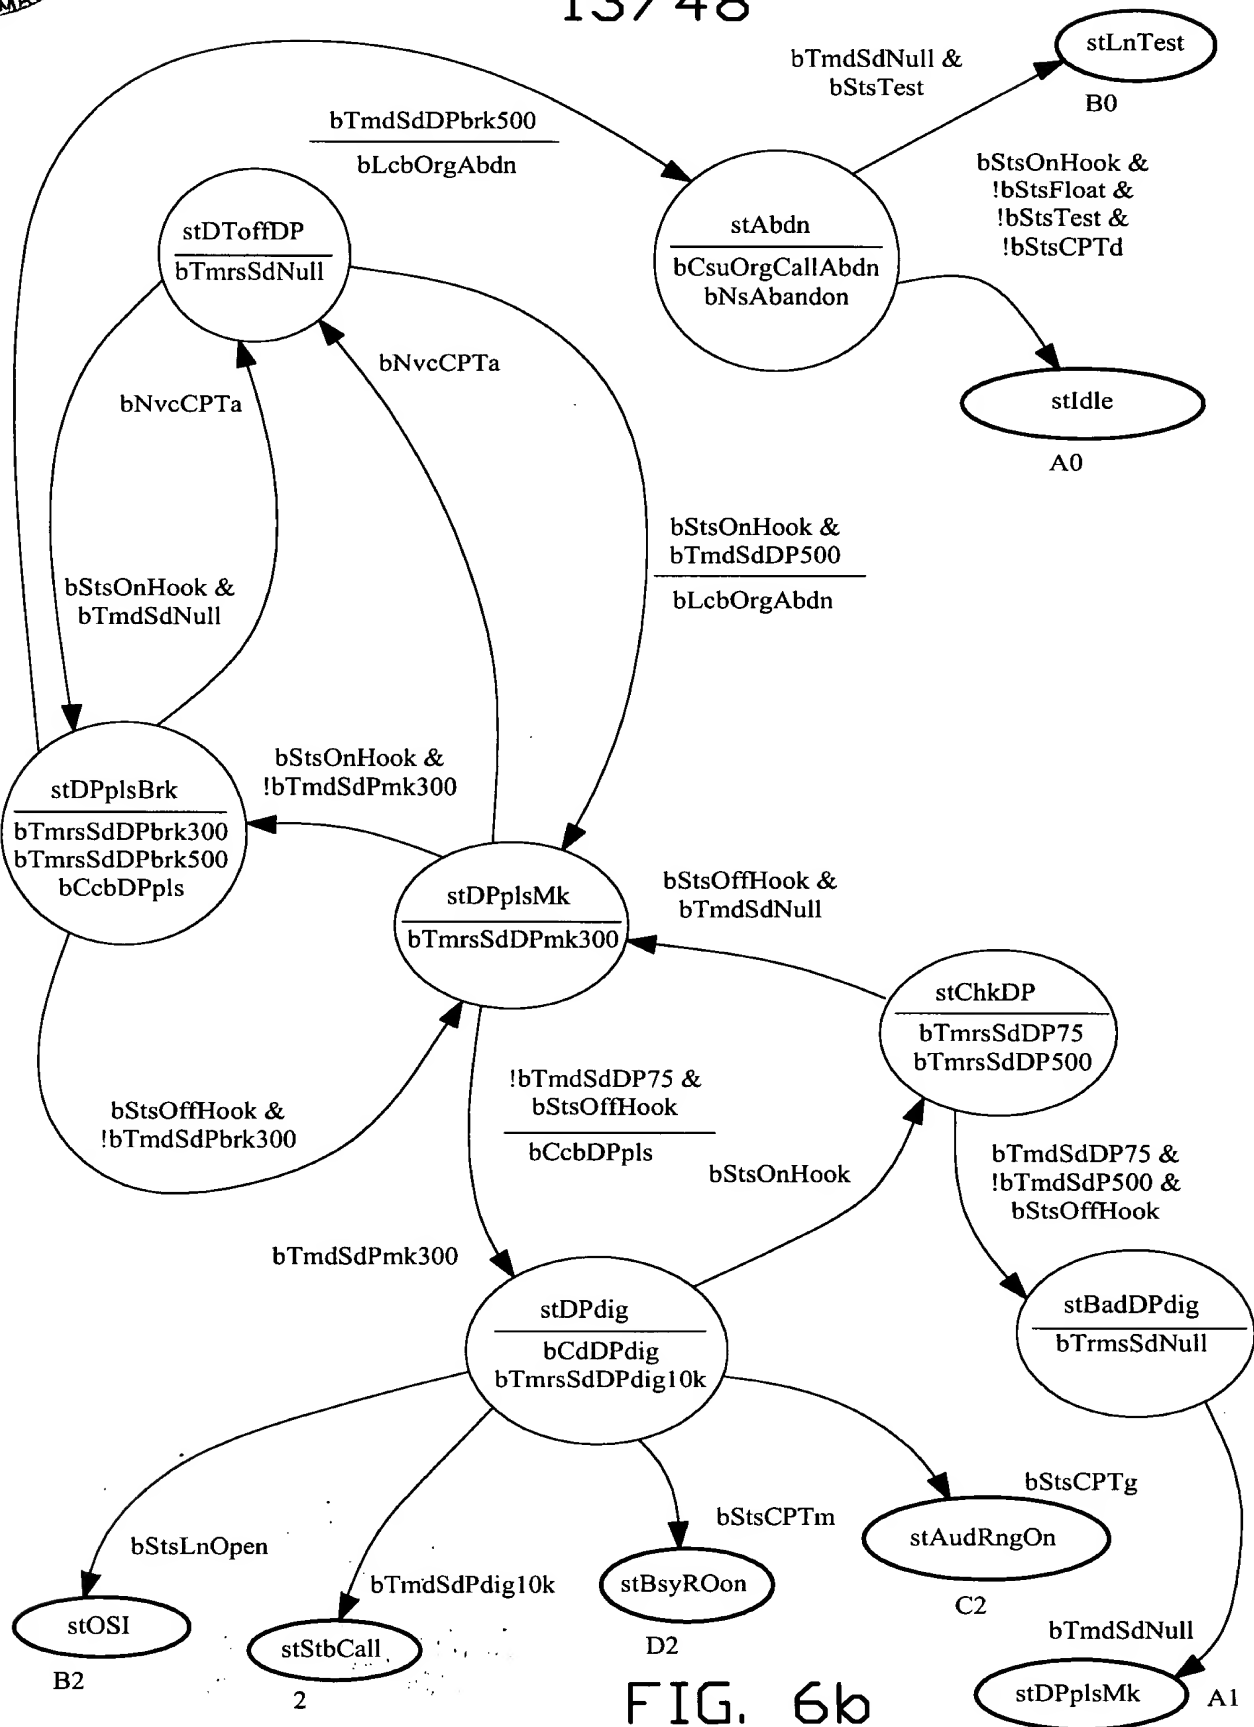 13/48
stLnTest
B0
bTmdSdNull &
bStsTest
bTmdSdDPbrk500
bLcbOrgAbdn
bStsOnHook &
!bStsFloat &
!bStsTest &
!bStsCPTd
stDToffDP
bTmrsSdNull
stAbdn
bCsuOrgCallAbdn
bNsAbandon
bNvcCPTa
bNvcCPTa
stIdle
A0
bStsOnHook &
bTmdSdDP500
bLcbOrgAbdn
bStsOnHook &
bTmdSdNull
bStsOnHook &
!bTmdSdPmk300
stDPplsBrk
bTmrsSdDPbrk300
bTmrsSdDPbrk500
bCcbDPpls
stDPplsMk
bTmrsSdDPmk300
bStsOffHook &
bTmdSdNull
stChkDP
bTmrsSdDP75
bTmrsSdDP500
bStsOffHook &
!bTmdSdPbrk300
!bTmdSdDP75 &
bStsOffHook
bCcbDPpls
bStsOnHook
bTmdSdDP75 &
!bTmdSdP500 &
bStsOffHook
bTmdSdPmk300
stDPdig
bCdDPdig
bTmrsSdDPdig10k
stBadDPdig
bTrmsSdNull
bStsLnOpen
bTmdSdPdig10k
bStsCPTm
bStsCPTg
stOSI
B2
stStbCall
2
stBsyROon
D2
stAudRngOn
C2
bTmdSdNull
stDPplsMk
A1
FIG. 6b